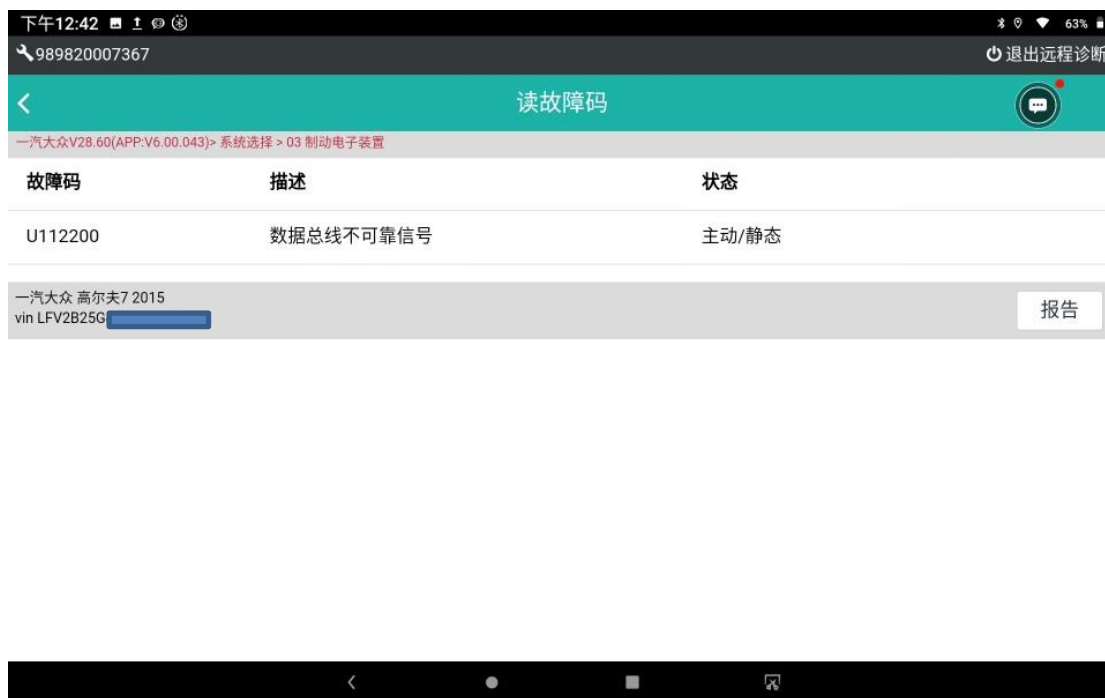 下午12:42 63%
989820007367 退出远程诊断
读故障码
一汽大众V28.60(APP:V6.00.043)> 系统选择 > 03 制动电子装置
故障码 描述 状态
U112200 数据总线不可靠信号 主动/静态
一汽大众 高尔夫7 2015
vin LFV2B25G
报告